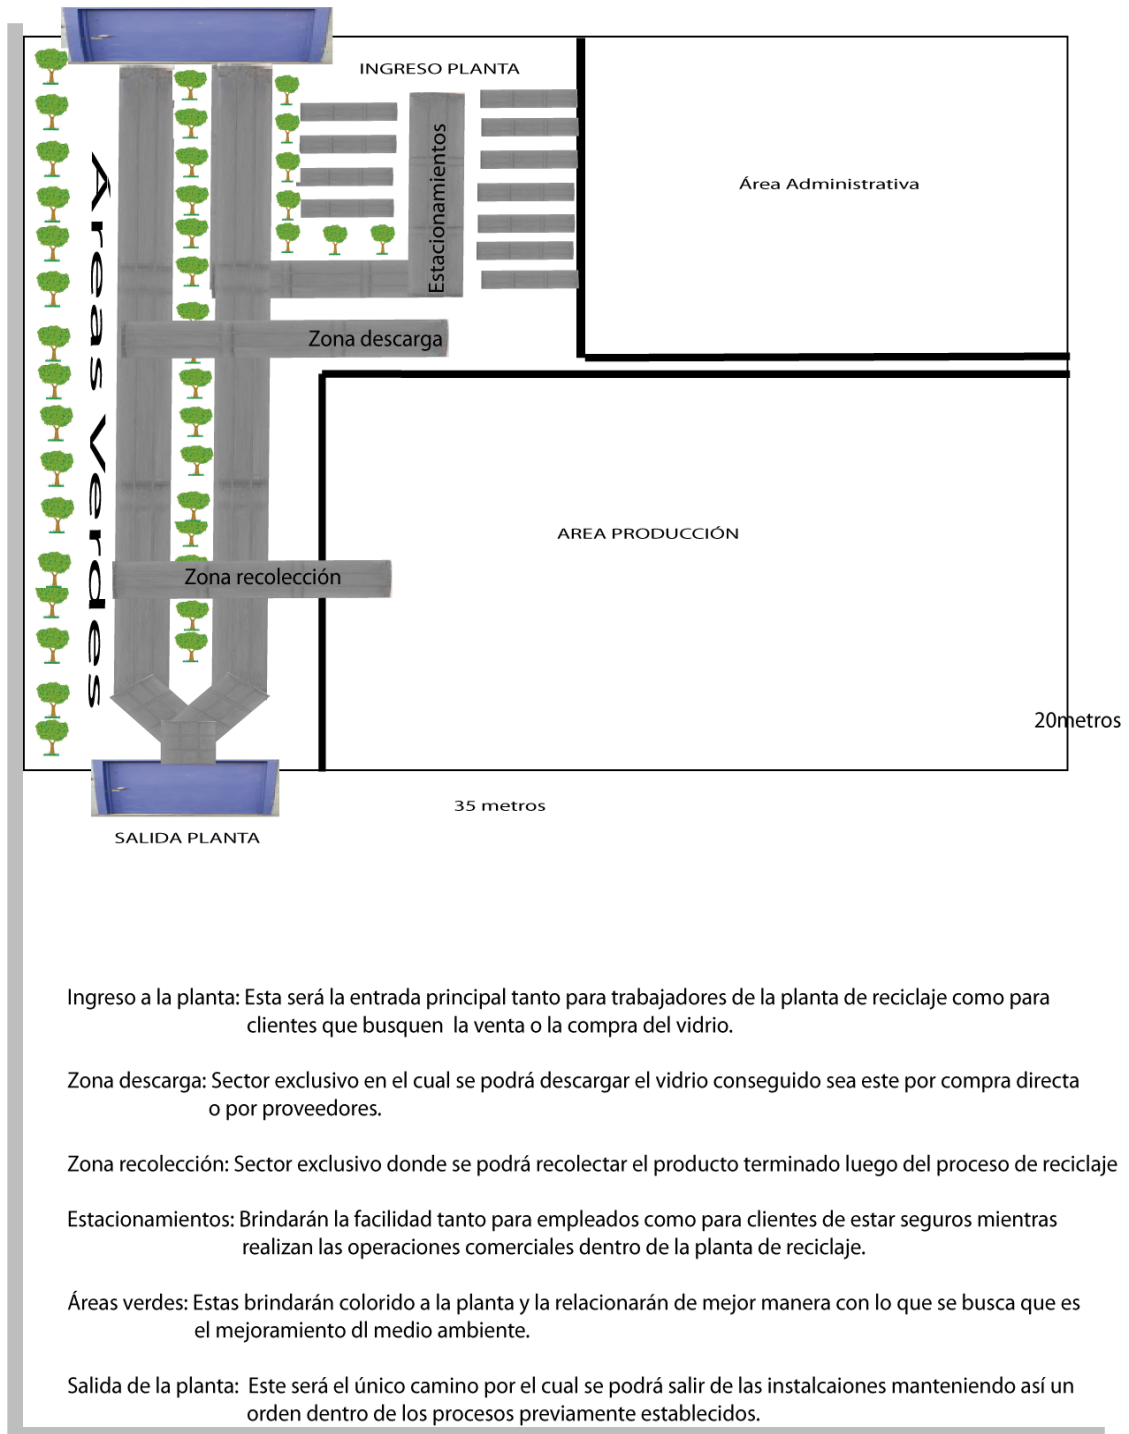 INGRESO PLANTA
Estacionamientos
Área Administrativa
Áreas Verdes
Zona descarga
AREA PRODUCCIÓN
Zona recolección
20metros
35 metros
SALIDA PLANTA
Ingreso a la planta: Esta será la entrada principal tanto para trabajadores de la planta de reciclaje como para
clientes que busquen la venta o la compra del vidrio.
Zona descarga: Sector exclusivo en el cual se podrá descargar el vidrio conseguido sea este por compra directa
o por proveedores.
Zona recolección: Sector exclusivo donde se podrá recolectar el producto terminado luego del proceso de reciclaje
Estacionamientos: Brindarán la facilidad tanto para empleados como para clientes de estar seguros mientras
realizan las operaciones comerciales dentro de la planta de reciclaje.
Áreas verdes: Estas brindarán colorido a la planta y la relacionarán de mejor manera con lo que se busca que es
el mejoramiento dl medio ambiente.
Salida de la planta: Este será el único camino por el cual se podrá salir de las instalcaiones manteniendo así un
orden dentro de los procesos previamente establecidos.